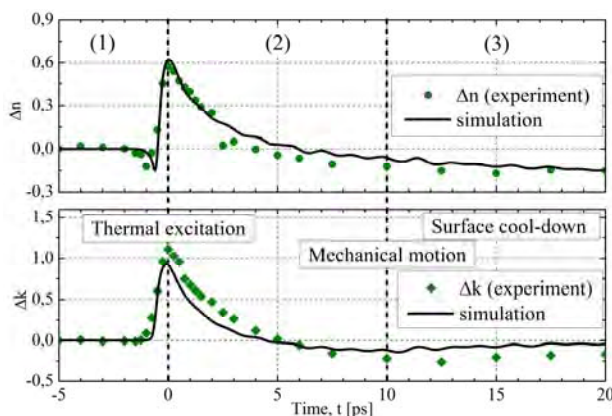 0,9
(1)
(2)
(3)
0,6
Δn
0,3
0,0
-0,3
Δn (experiment)
simulation
1,5
Thermal excitation
Surface cool-down
1,0
Mechanical motion
Δk
0,5
Δk (experiment)
0,0
simulation
-0,5
-5
0
5
10
15
20
Time, t [ps]